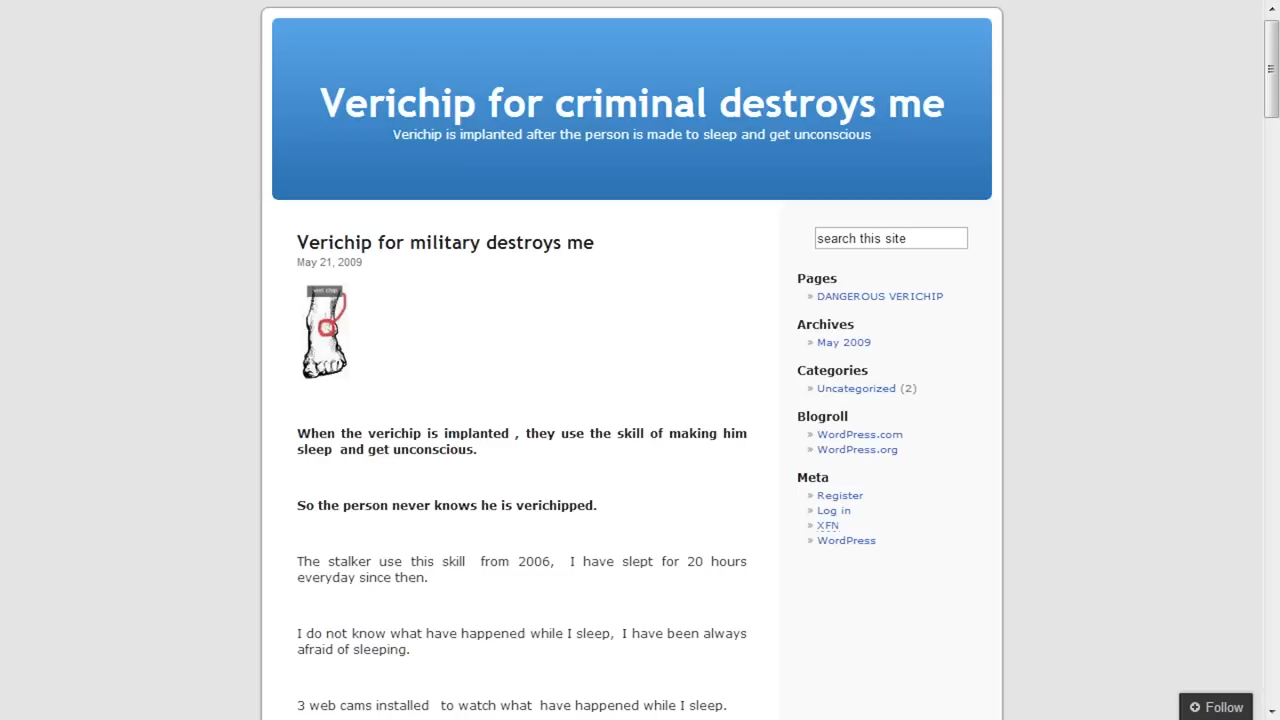 Verichip for criminal destroys me
Verichip is implanted after the person is made to sleep and get unconscious
Verichip for military destroys me
May 21, 2009
When the verichip is implanted , they use the skill of making him
sleep and get unconscious.
So the person never knows he is verichipped.
The stalker use this skill from 2006, I have slept for 20 hours
everyday since then.
I do not know what have happened while I sleep, I have been always
afraid of sleeping.
3 web cams installed to watch what have happened while I sleep.
search this site
Pages
» DANGEROUS VERICHIP
Archives
» May 2009
Categories
» Uncategorized (2)
Blogroll
» WordPress.com
» WordPress.org
Meta
» Register
» Log in
» XFN
» WordPress
Follow